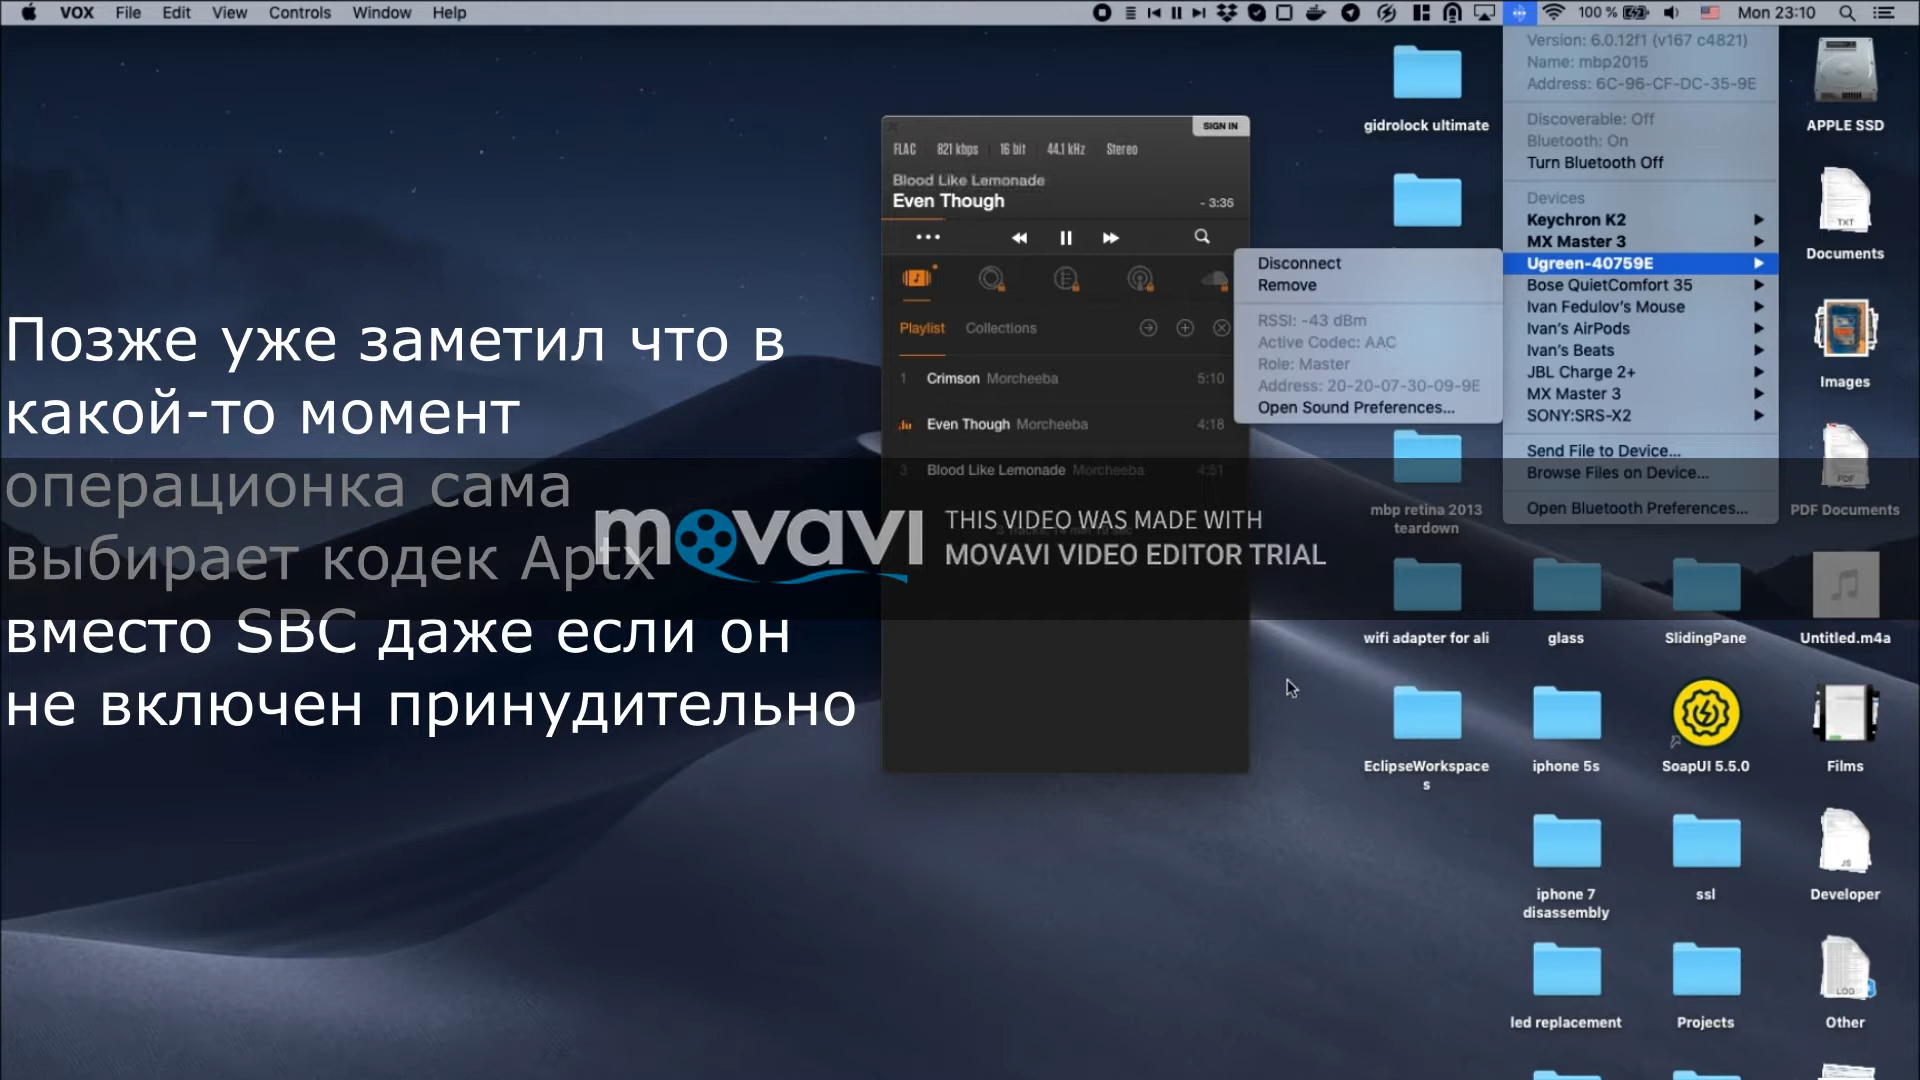 VOX File Edit View Controls Window Help
100 % Mon 23:10
Version: 6.0.12f1 (v167 c4821)
Name: mbp2015
Address: 6C-96-CF-DC-35-9E
Discoverable: Off
Bluetooth: On
Turn Bluetooth Off
Devices
Keychron K2
MX Master 3
Ugreen-40759E
Bose QuietComfort 35
Ivan Fedulov's Mouse
Ivan's AirPods
Ivan's Beats
JBL Charge 2+
MX Master 3
SONY:SRS-X2
Send File to Device...
Browse Files on Device...
Open Bluetooth Preferences...
Disconnect
Remove
RSSI: -43 dBm
Active Codec: AAC
Role: Master
Address: 20-20-07-30-09-9E
Open Sound Preferences...
SIGN IN
FLAC 821 kbps 16 bit 44.1 kHz Stereo
Blood Like Lemonade
Even Though - 3:36
Playlist Collections
1 Crimson Morcheeba 5:10
Even Though Morcheeba 4:18
3 Blood Like Lemonade Morcheeba 4:51
Позже уже заметил что в
какой-то момент
операционка сама
выбирает кодек Aptx
вместо SBC даже если он
не включен принудительно
movavi
THIS VIDEO WAS MADE WITH
MOVAVI VIDEO EDITOR TRIAL
gidrolock ultimate
APPLE SSD
TXT
Documents
Images
PDF
mbp retina 2013
teardown
PDF Documents
wifi adapter for ali
glass
SlidingPane
Untitled.m4a
EclipseWorkspace
s
iphone 5s
SoapUI 5.5.0
Films
iphone 7
disassembly
ssl
JS
Developer
led replacement
Projects
LOG
Other